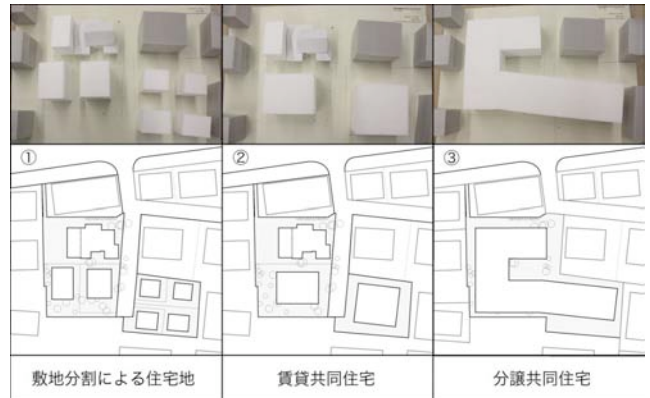 ①
②
③
敷地分割による住宅地
賃貸共同住宅
分譲共同住宅